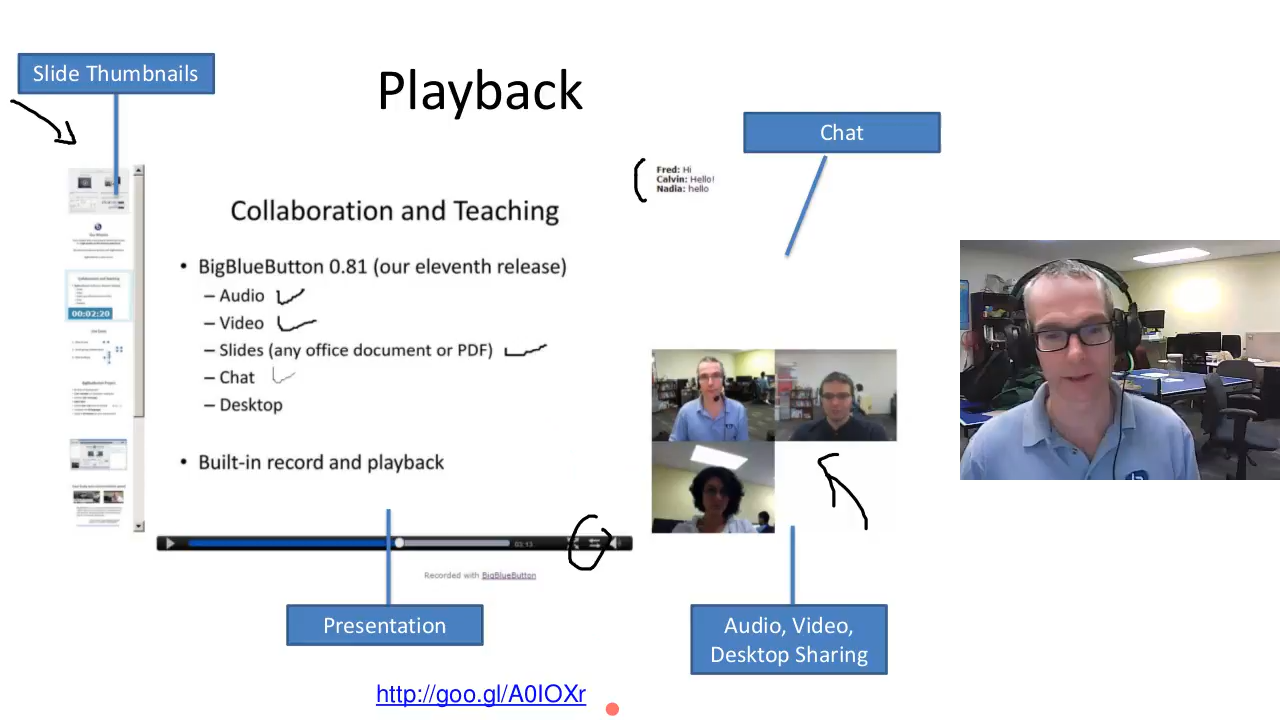 Slide Thumbnails
Playback
Chat
Fred: Hi
Calvin: Hello!
Nadia: hello
Collaboration and Teaching
• BigBlueButton 0.81 (our eleventh release)
– Audio
– Video
– Slides (any office document or PDF)
– Chat
– Desktop
• Built-in record and playback
00:02:20
03:13
Recorded with BigBlueButton
Presentation
Audio, Video,
Desktop Sharing
http://goo.gl/A0IOXr